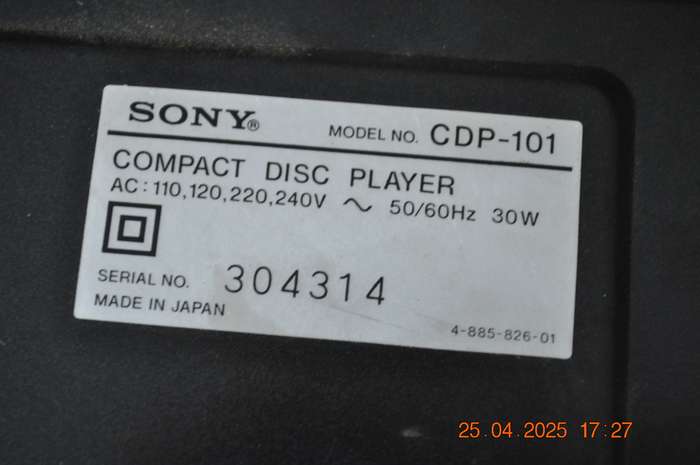 SONY® MODEL NO. CDP-101
COMPACT DISC PLAYER
AC: 110,120,220,240V ～ 50/60Hz 30W
SERIAL NO. 304314
MADE IN JAPAN
4-885-826-01
25.04.2025 17:27